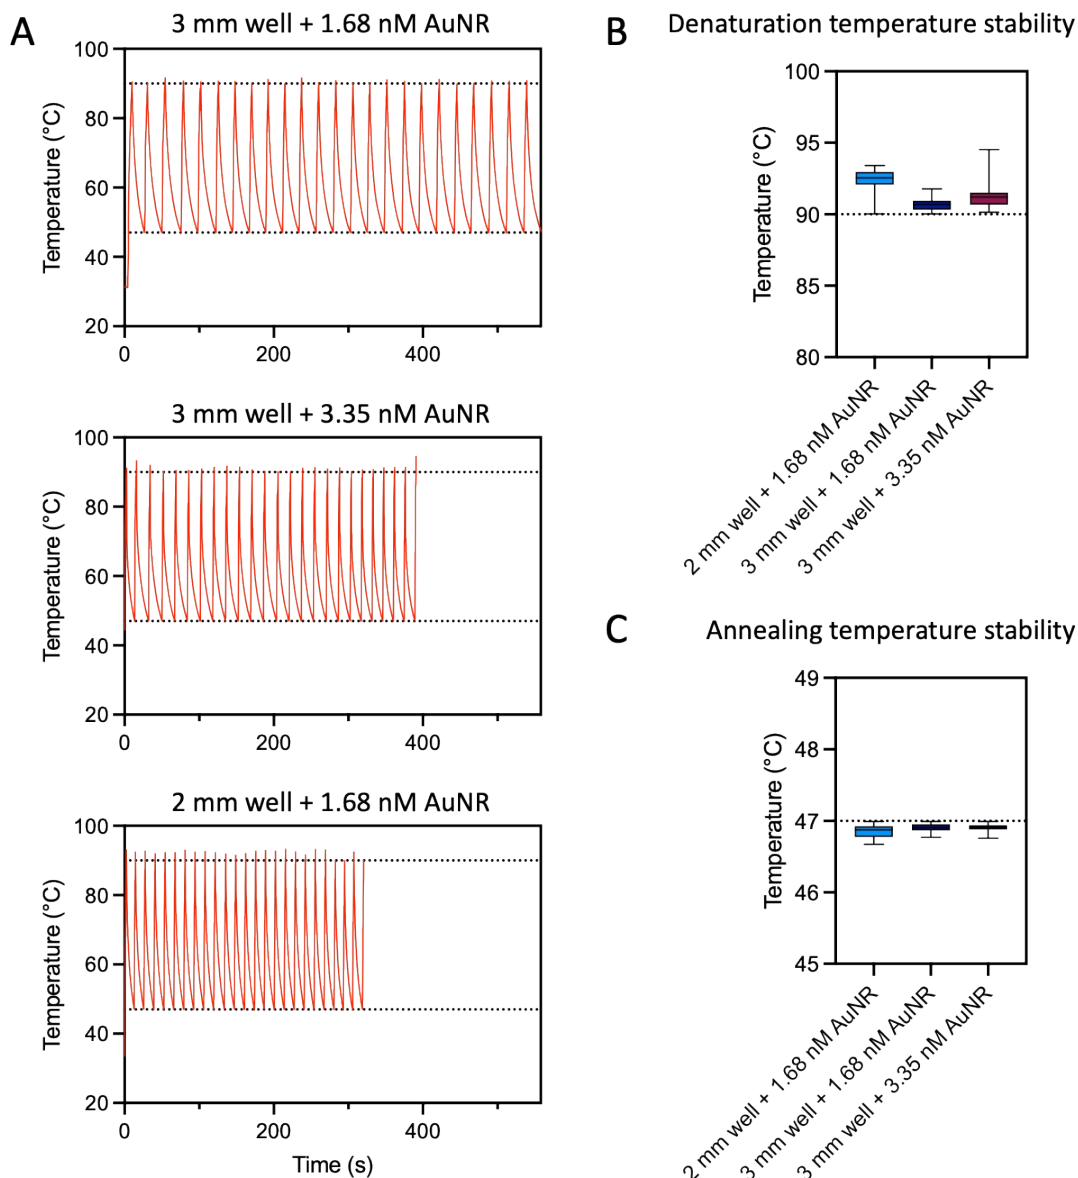 A
3 mm well + 1.68 nM AuNR
Temperature (°C)
100
80
60
40
20
0
200
400
3 mm well + 3.35 nM AuNR
Temperature (°C)
100
80
60
40
20
0
200
400
2 mm well + 1.68 nM AuNR
Temperature (°C)
100
80
60
40
20
0
200
400
Time (s)
B
Denaturation temperature stability
Temperature (°C)
100
95
90
85
80
2 mm well + 1.68 nM AuNR
3 mm well + 1.68 nM AuNR
3 mm well + 3.35 nM AuNR
C
Annealing temperature stability
Temperature (°C)
49
48
47
46
45
2 mm well + 1.68 nM AuNR
3 mm well + 1.68 nM AuNR
3 mm well + 3.35 nM AuNR